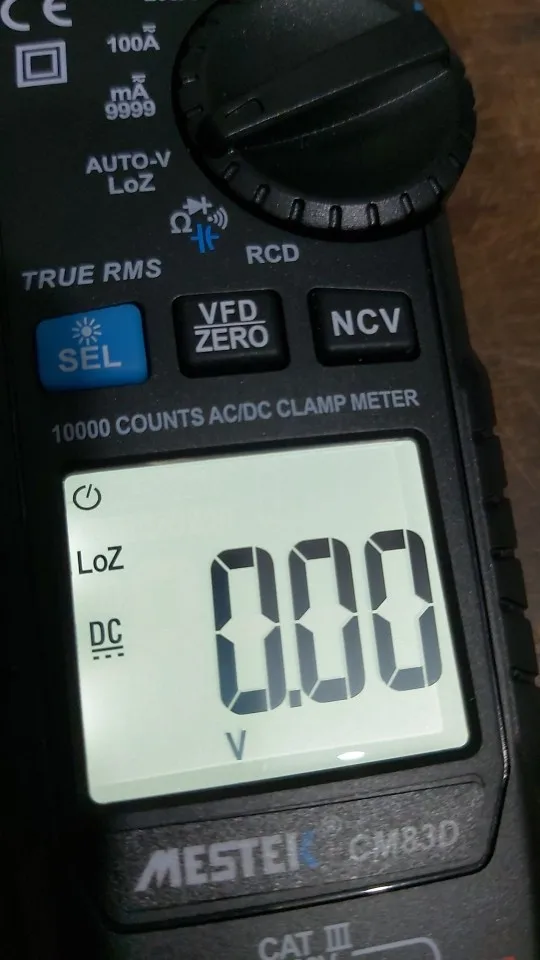 CE
100A
mA
9999
AUTO-V
LoZ
Ω
RCD
TRUE RMS
SEL
VFD
ZERO
NCV
10000 COUNTS AC/DC CLAMP METER
LoZ
DC
0.00
V
MESTEK® CM83D
CAT III